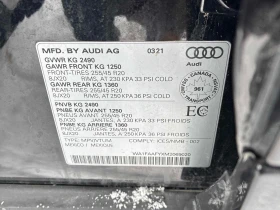 MFD. BY AUDI AG 0321
Audi
GVWR KG 2490
GAWR FRONT KG 1250
FRONT-TIRES 255/45 R20
8JX20 RIMS AT 230 KPA 33 PSI COLD
GAWR REAR KG 1360
REAR-TIRES 255/45 R20
8JX20 RIMS AT 250 KPA 36 PSI COLD
CANADA
961
PNVB KG 2490
PNBE KG AVANT 1250
PNEUS AVANT 255/45 R20
8JX20 JANTES A 230 KPA 33 PSI FROIDS
PNBE KG ARRIERE 1360
PNEUS ARRIERE 255/45 R20
8JX20 JANTES A 250 KPA 36 PSI FROIDS
EC
MEXICO / MEXIQUE